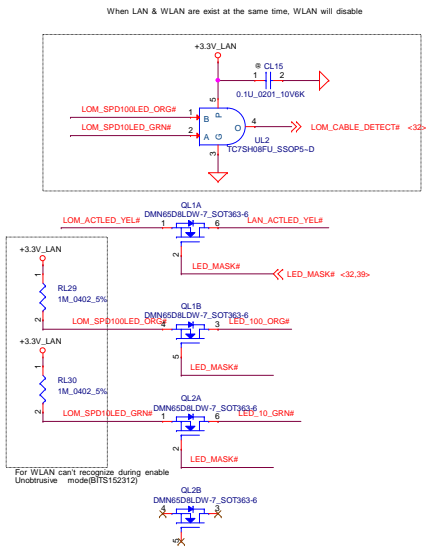 When LAN & WLAN are exist at the same time, WLAN will disable
+3.3V_LAN
@ CL15
1 2
0.1U_0201_10V6K
5
LOM_SPD100LED_ORG#
1
B
P
LOM_SPD10LED_GRN#
2
A
G
O
4
LOM_CABLE_DETECT# <32>
3
UL2
TC7SH08FU_SSOP5~D
QL1A
DMN65D8LDW-7_SOT363-6
LOM_ACTLED_YEL#
1
6
LAN_ACTLED_YEL#
2
LED_MASK#
LED_MASK# <32,39>
+3.3V_LAN
1
RL29
1M_0402_5%
2
QL1B
DMN65D8LDW-7_SOT363-6
LOM_SPD100LED_ORG#
4
3
LED_100_ORG#
5
LED_MASK#
+3.3V_LAN
1
RL30
1M_0402_5%
2
QL2A
DMN65D8LDW-7_SOT363-6
LOM_SPD10LED_GRN#
1
6
LED_10_GRN#
2
LED_MASK#
For WLAN can't recognize during enable
Unobtrusive mode(BITS152312)
QL2B
DMN65D8LDW-7_SOT363-6
4
3
5